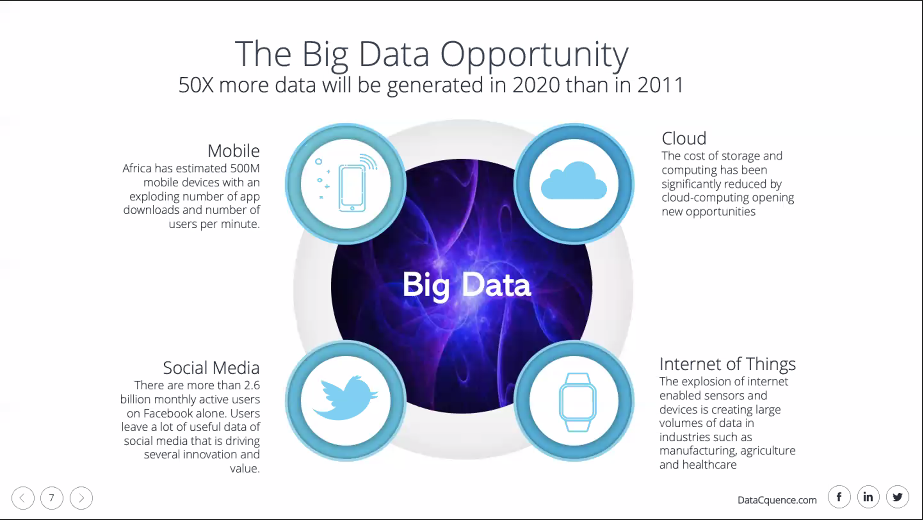 The Big Data Opportunity
50X more data will be generated in 2020 than in 2011
Mobile
Africa has estimated 500M
mobile devices with an
exploding number of app
downloads and number of
users per minute.
Cloud
The cost of storage and
computing has been
significantly reduced by
cloud-computing opening
new opportunities
Big Data
Social Media
There are more than 2.6
billion monthly active users
on Facebook alone. Users
leave a lot of useful data of
social media that is driving
several innovation and
value.
Internet of Things
The explosion of internet
enabled sensors and
devices is creating large
volumes of data in
industries such as
manufacturing, agriculture
and healthcare
7
DataCquence.com